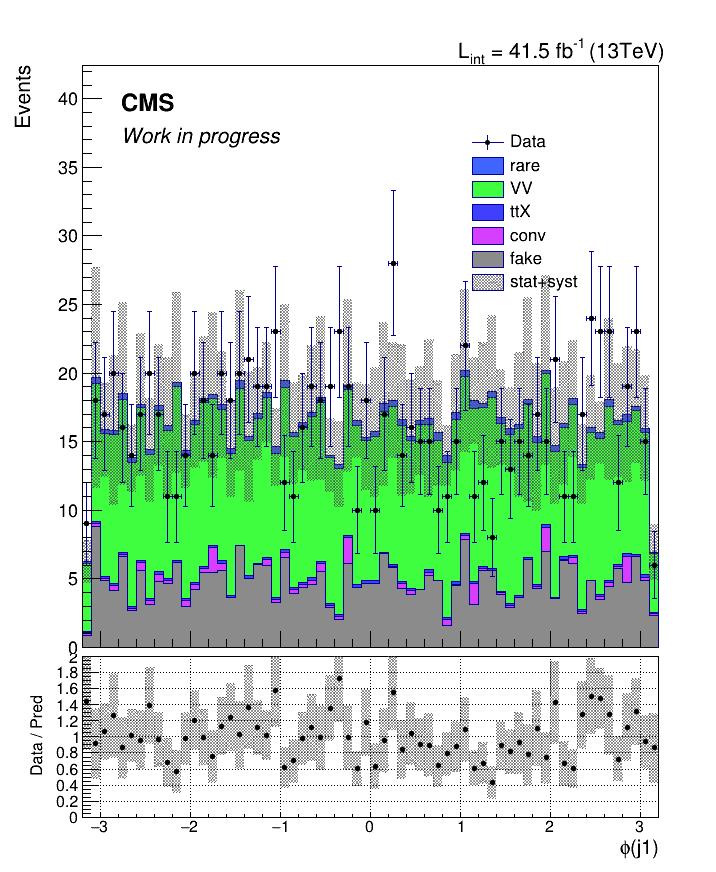 L_int = 41.5 fb⁻¹ (13TeV)
Events
CMS
Work in progress
Data
rare
VV
ttX
conv
fake
stat+syst
40
35
30
25
20
15
10
5
0
2
1.8
1.6
1.4
1.2
1
0.8
0.6
0.4
0.2
0
Data / Pred
−3 −2 −1 0 1 2 3
ϕ(j1)